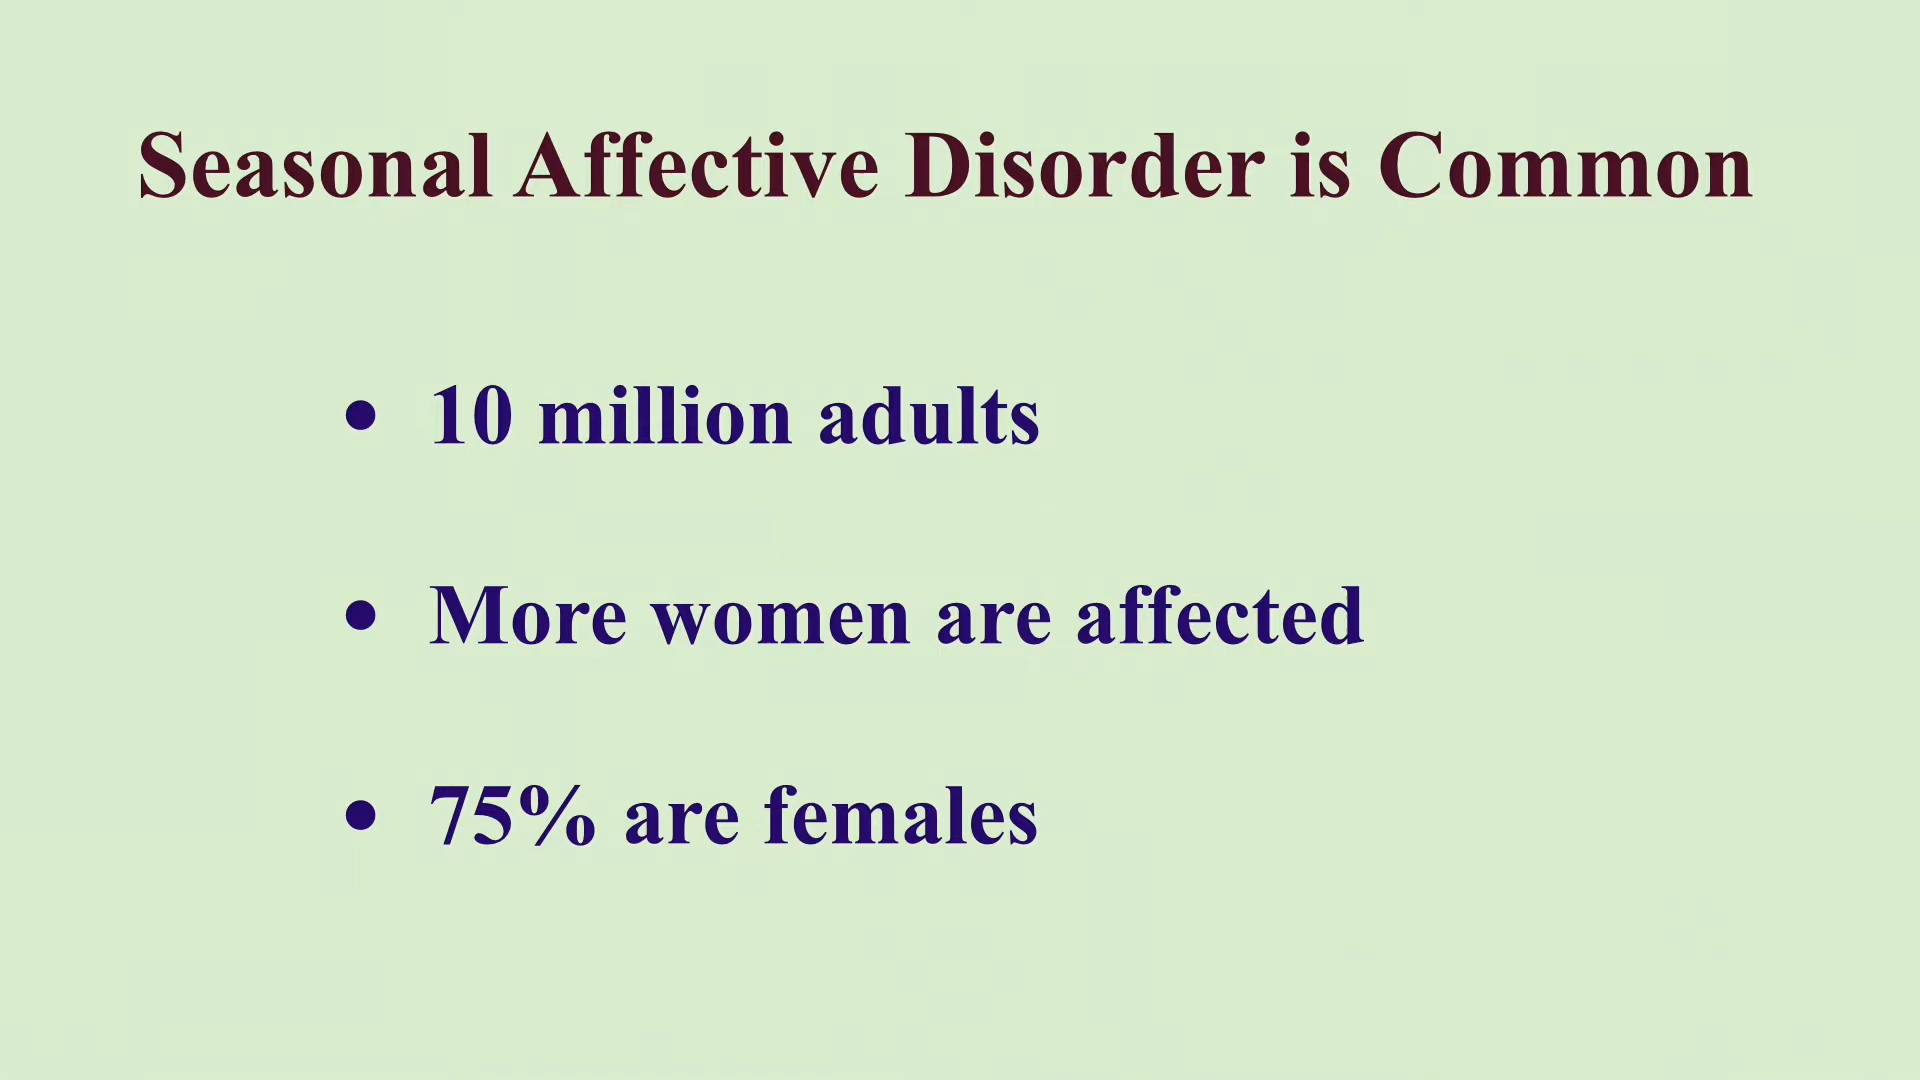 Seasonal Affective Disorder is Common
• 10 million adults
• More women are affected
• 75% are females